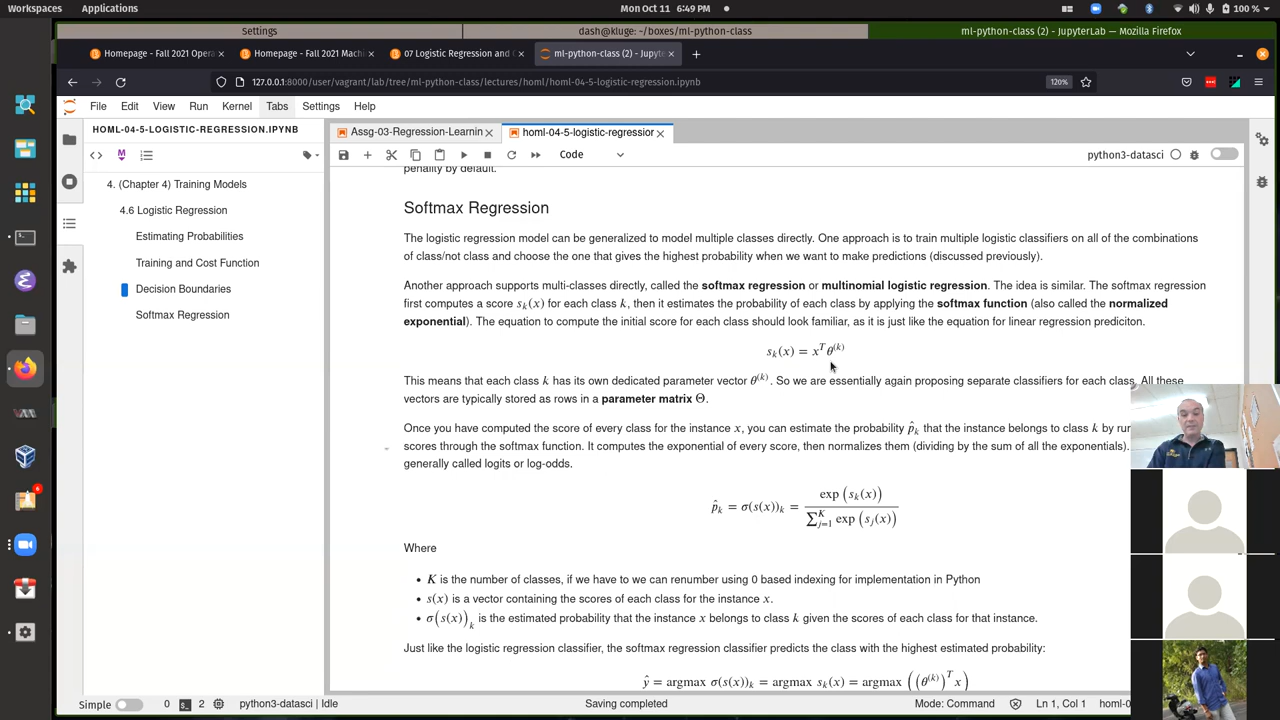 Workspaces Applications Mon Oct 11 6:49 PM 100 %
Settings dash@kluge: ~/boxes/ml-python-class ml-python-class (2) - JupyterLab — Mozilla Firefox
Homepage - Fall 2021 Opera Homepage - Fall 2021 Machi 07 Logistic Regression and C ml-python-class (2) - Jupyte
127.0.0.1:8000/user/vagrant/lab/tree/ml-python-class/lectures/homl/homl-04-5-logistic-regression.ipynb 120%
File Edit View Run Kernel Tabs Settings Help
HOML-04-5-LOGISTIC-REGRESSION.IPYNB
Assg-03-Regression-Learnin homl-04-5-logistic-regressior
Code python3-datasci
4. (Chapter 4) Training Models
4.6 Logistic Regression
Estimating Probabilities
Training and Cost Function
Decision Boundaries
Softmax Regression
penalty by default.
Softmax Regression
The logistic regression model can be generalized to model multiple classes directly. One approach is to train multiple logistic classifiers on all of the combinations
of class/not class and choose the one that gives the highest probability when we want to make predictions (discussed previously).
Another approach supports multi-classes directly, called the softmax regression or multinomial logistic regression. The idea is similar. The softmax regression
first computes a score s_k(x) for each class k, then it estimates the probability of each class by applying the softmax function (also called the normalized
exponential). The equation to compute the initial score for each class should look familiar, as it is just like the equation for linear regression prediciton.
s_k(x) = x^T θ^(k)
This means that each class k has its own dedicated parameter vector θ^(k). So we are essentially again proposing separate classifiers for each class. All these
vectors are typically stored as rows in a parameter matrix Θ.
Once you have computed the score of every class for the instance x, you can estimate the probability p̂_k that the instance belongs to class k by run
scores through the softmax function. It computes the exponential of every score, then normalizes them (dividing by the sum of all the exponentials).
generally called logits or log-odds.
p̂_k = σ(s(x))_k = exp (s_k(x)) / ∑_{j=1}^K exp (s_j(x))
Where
• K is the number of classes, if we have to we can renumber using 0 based indexing for implementation in Python
• s(x) is a vector containing the scores of each class for the instance x.
• σ(s(x))_k is the estimated probability that the instance x belongs to class k given the scores of each class for that instance.
Just like the logistic regression classifier, the softmax regression classifier predicts the class with the highest estimated probability:
ŷ = argmax σ(s(x))_k = argmax s_k(x) = argmax ((θ^(k))^T x)
Simple 0 2 python3-datasci | Idle Saving completed Mode: Command Ln 1, Col 1 homl-0